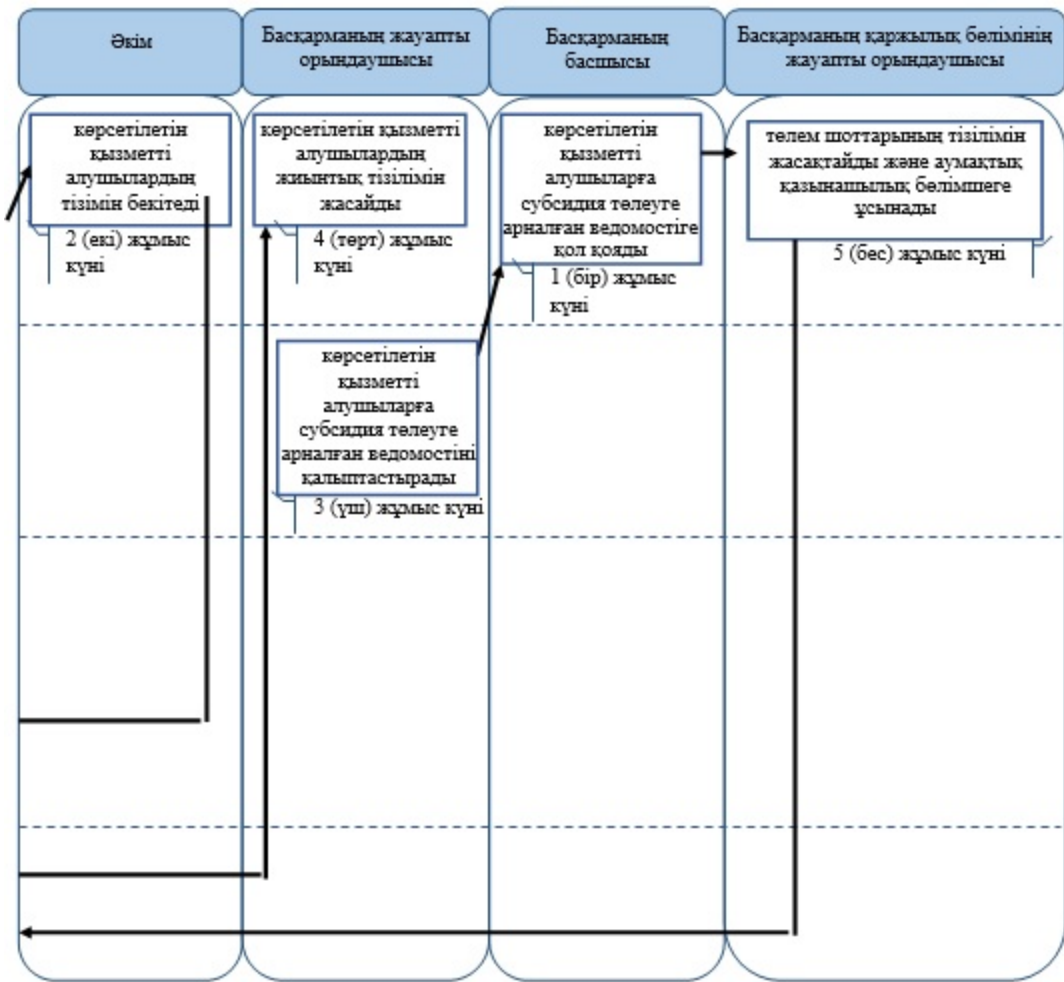 Әкім
Басқарманың жауапты
орындаушысы
Басқарманың
басшысы
Басқарманың қаржылық бөлімінің
жауапты орындаушысы
көрсетілетін
қызметті
алушылардың
тізімін бекітеді
2 (екі) жұмыс
күні
көрсетілетін қызметті
алушылардың
жиынтық тізілімін
жасайды
4 (төрт) жұмыс
күні
көрсетілетін
қызметті
алушыларға
субсидия төлеуге
арналған ведомостіні
қалыптастырады
3 (үш) жұмыс күні
көрсетілетін
қызметті
алушыларға
субсидия төлеуге
арналған ведомостіге
қол қояды
1 (бір) жұмыс
күні
төлем шоттарының тізілімін
жасақтайды және аумақтық
қазынашылық бөлімшеге
ұсынады
5 (бес) жұмыс күні